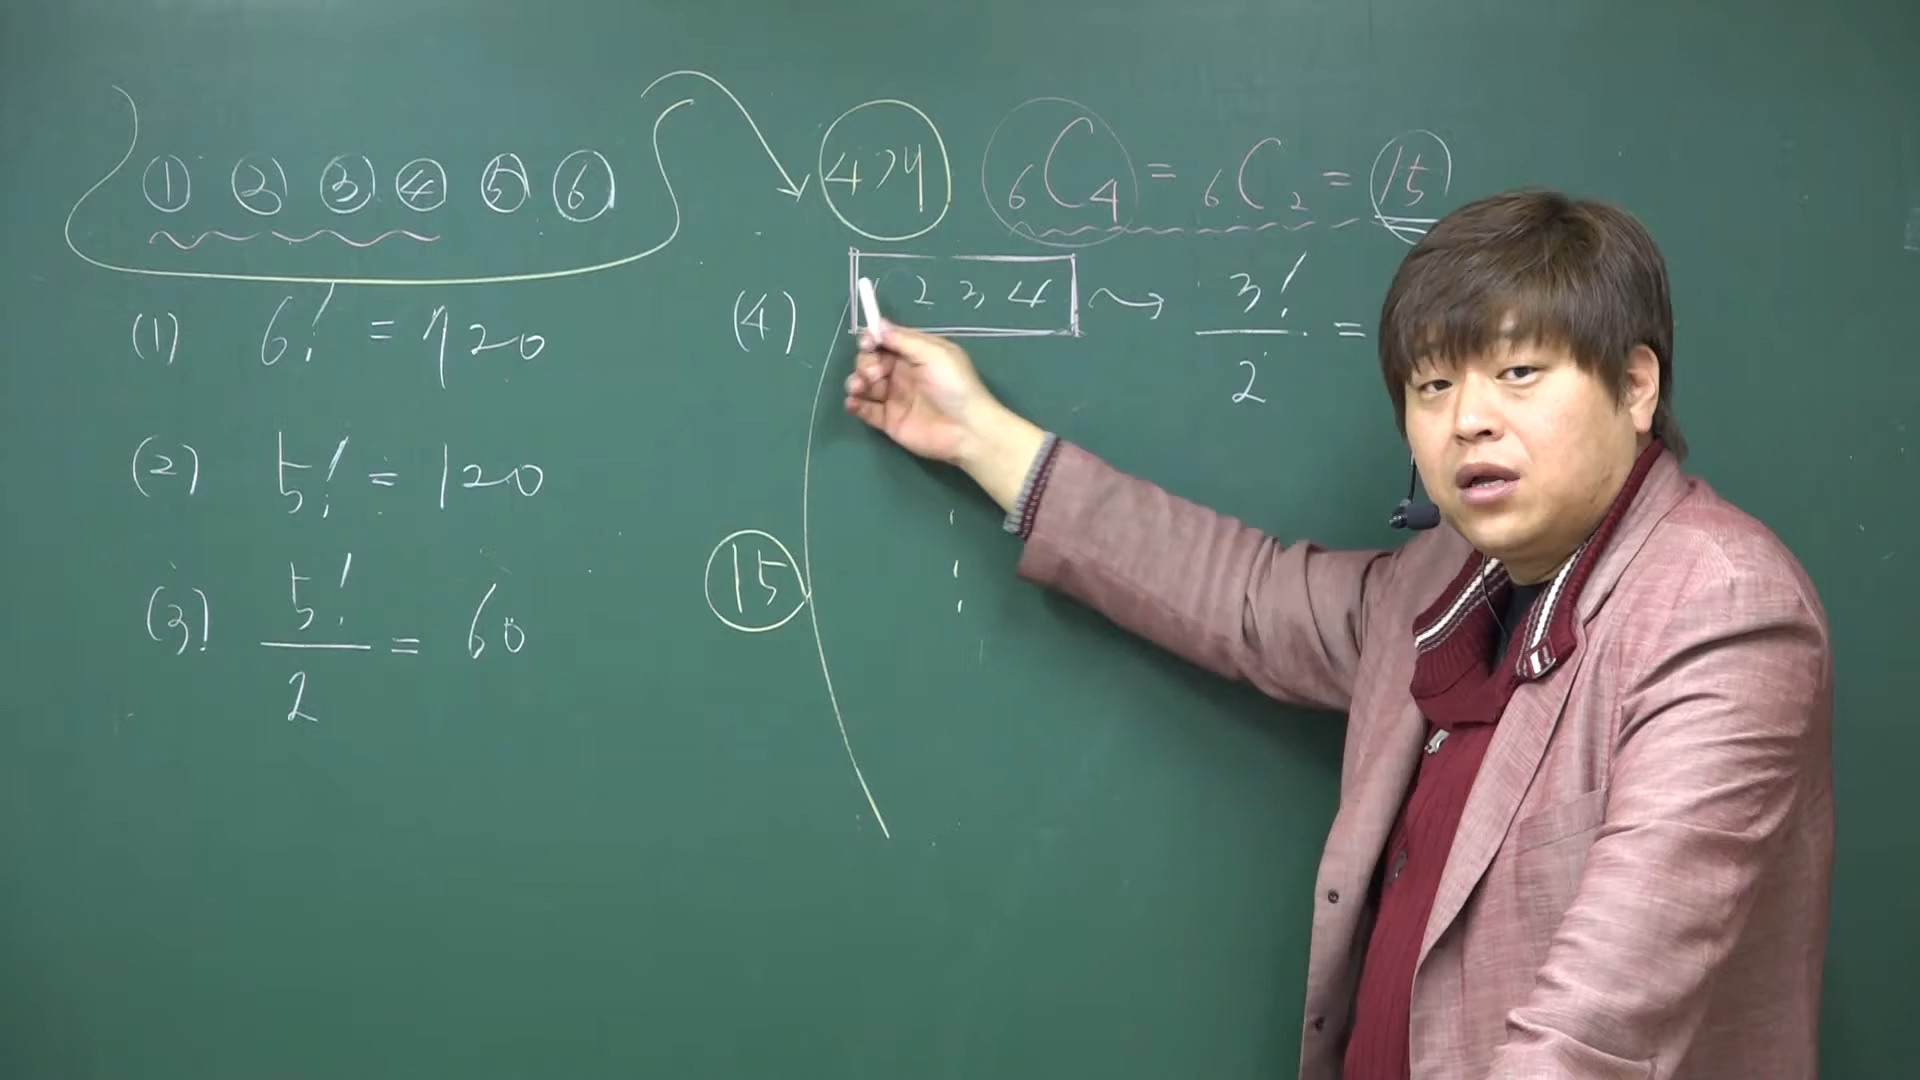 ① ② ③ ④ ⑤ ⑥
(1) 6! = 720
(2) 5! = 120
(3) 5!/2 = 60
4개 ₆C₄ = ₆C₂ = 15
(4) 2 3 4 → 3!/2 =
15